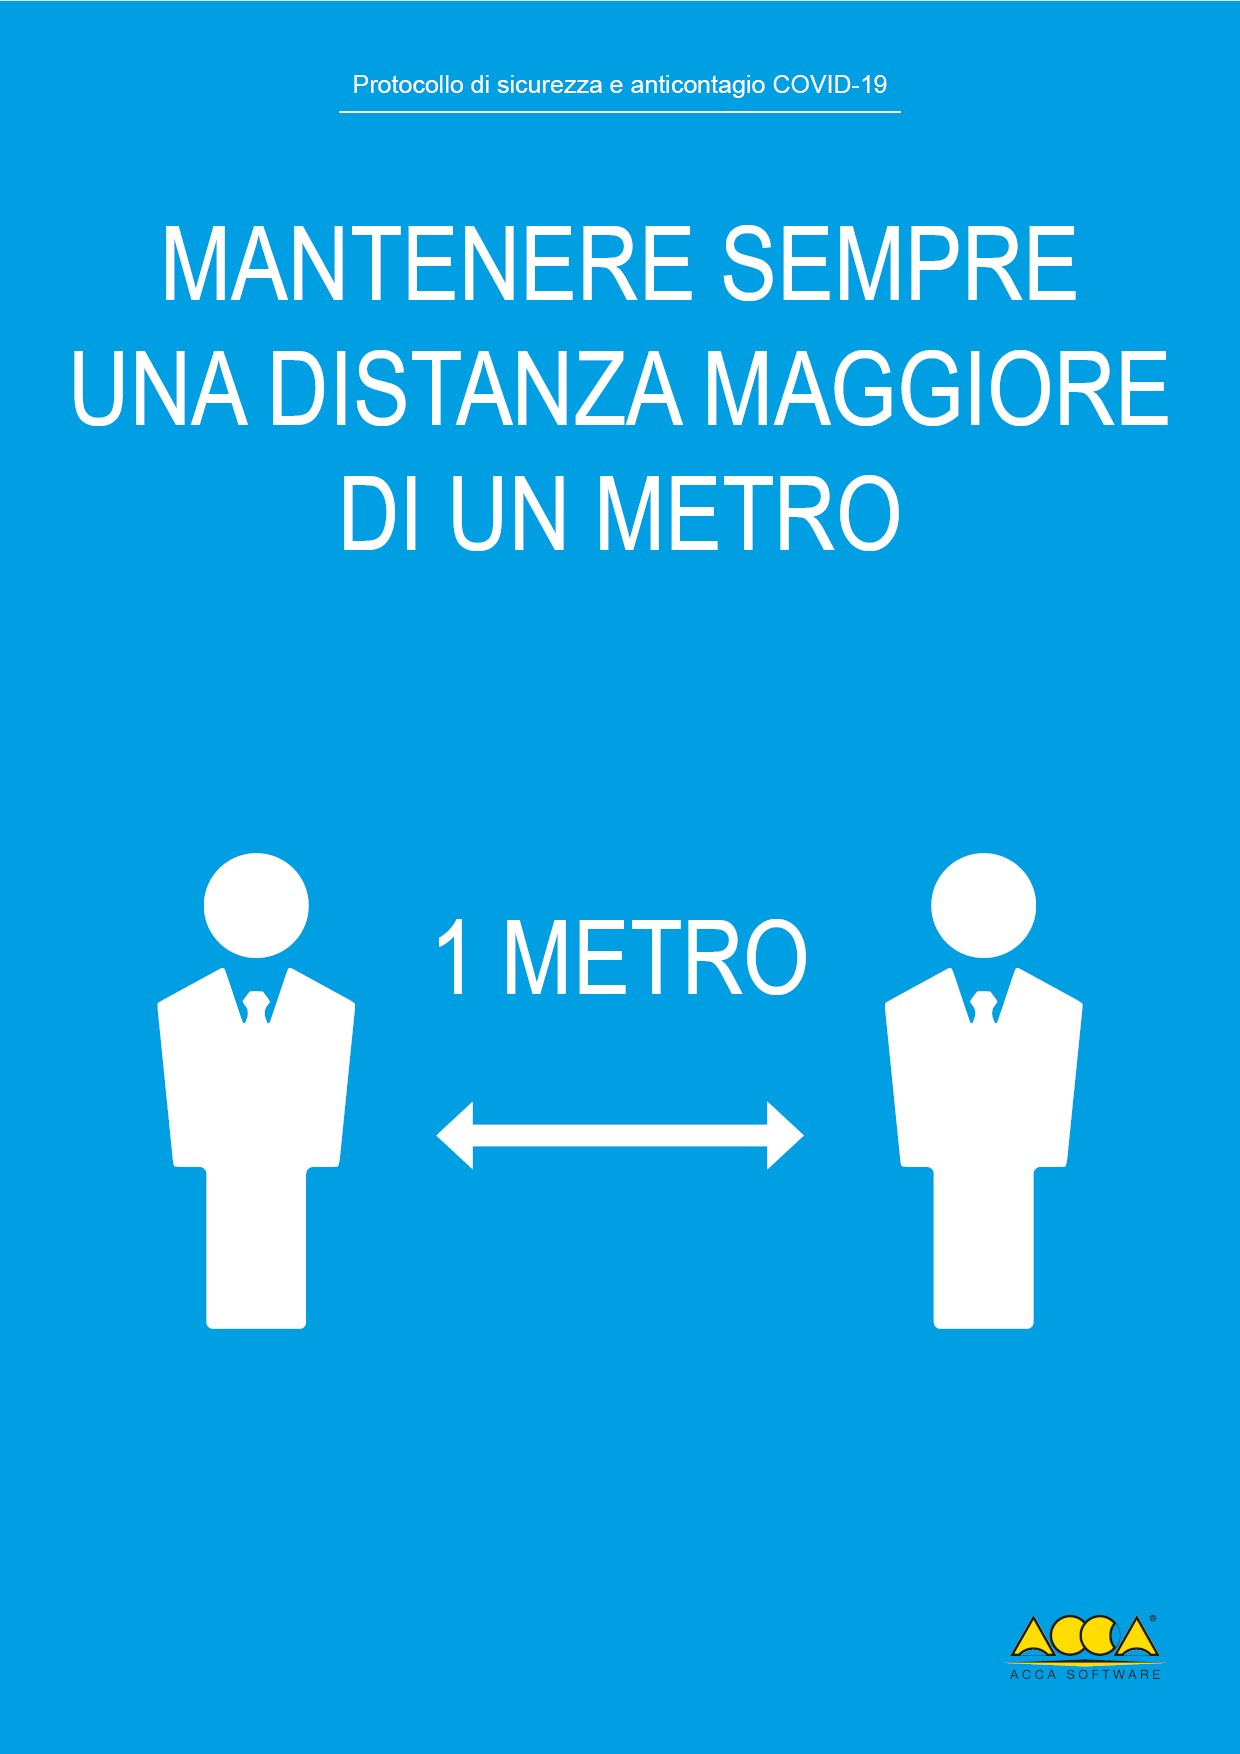 Protocollo di sicurezza e anticontagio COVID-19
MANTENERE SEMPRE
UNA DISTANZA MAGGIORE
DI UN METRO
1 METRO
ACCA®
ACCA SOFTWARE